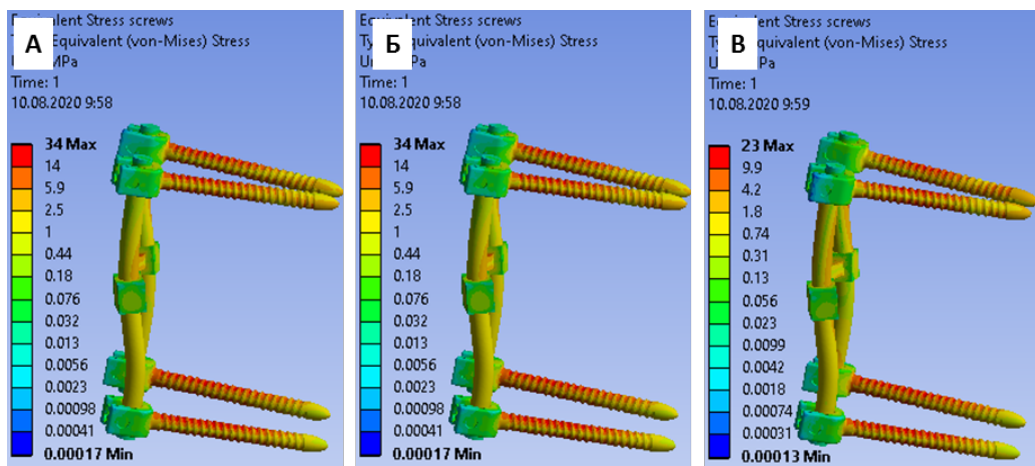 А
Equivalent Stress screws
Equivalent (von-Mises) Stress
MPa
Time: 1
10.08.2020 9:58
34 Max
14
5.9
2.5
1
0.44
0.18
0.076
0.032
0.013
0.0056
0.0023
0.00098
0.00041
0.00017 Min
Б
Equivalent Stress screws
Equivalent (von-Mises) Stress
MPa
Time: 1
10.08.2020 9:58
34 Max
14
5.9
2.5
1
0.44
0.18
0.076
0.032
0.013
0.0056
0.0023
0.00098
0.00041
0.00017 Min
В
Equivalent Stress screws
Equivalent (von-Mises) Stress
Pa
Time: 1
10.08.2020 9:59
23 Max
9.9
4.2
1.8
0.74
0.31
0.13
0.056
0.023
0.0099
0.0042
0.0018
0.00074
0.00031
0.00013 Min